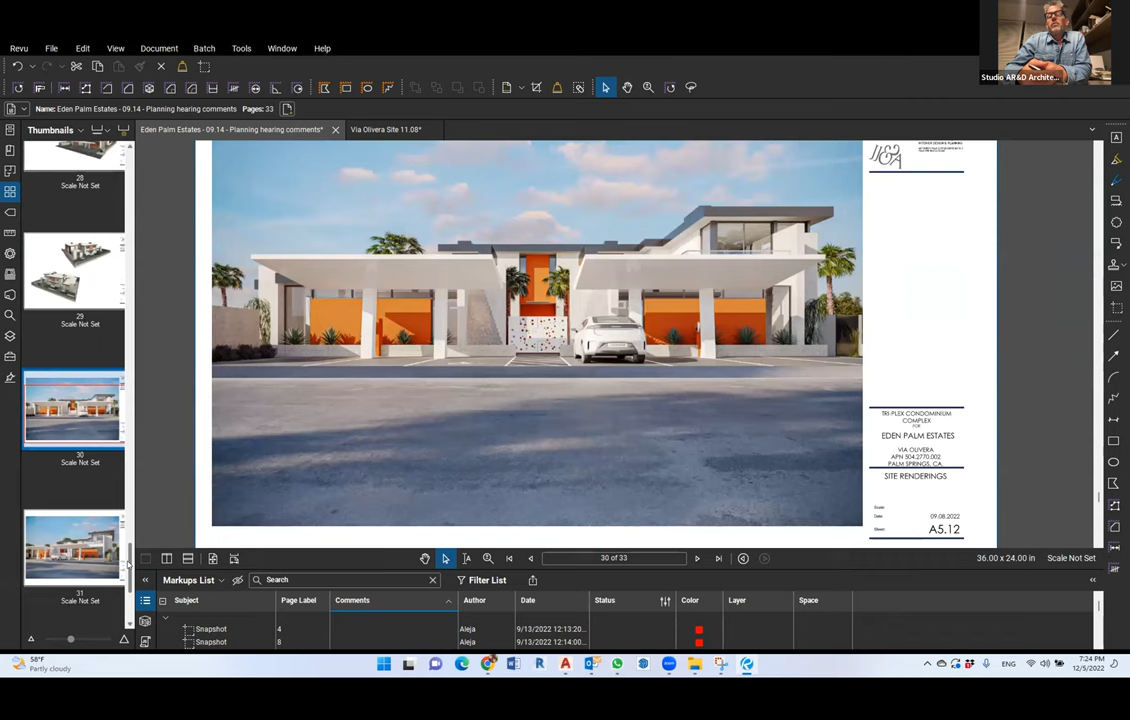 Studio AR&D Archite...
Revu File Edit View Document Batch Tools Window Help
Name: Eden Palm Estates - 09.14 - Planning hearing comments Pages: 33
Thumbnails
Eden Palm Estates - 09.14 - Planning hearing comments*
Via Olivera Site 11.08*
28
Scale Not Set
29
Scale Not Set
30
Scale Not Set
31
Scale Not Set
TRI PLEX CONDOMINIUM
COMPLEX
FOR
EDEN PALM ESTATES
VIA OLIVERA
APN 504.2770.002
PALM SPRINGS, CA.
SITE RENDERINGS
Scale:
Date: 09.08.2022
Sheet: A5.12
30 of 33
36.00 x 24.00 in Scale Not Set
Markups List Search Filter List
Subject Page Label Comments Author Date Status Color Layer Space
Snapshot 4 Aleja 9/13/2022 12:13:20...
Snapshot 8 Aleja 9/13/2022 12:14:00...
58°F
Partly cloudy
ENG
7:24 PM
12/5/2022